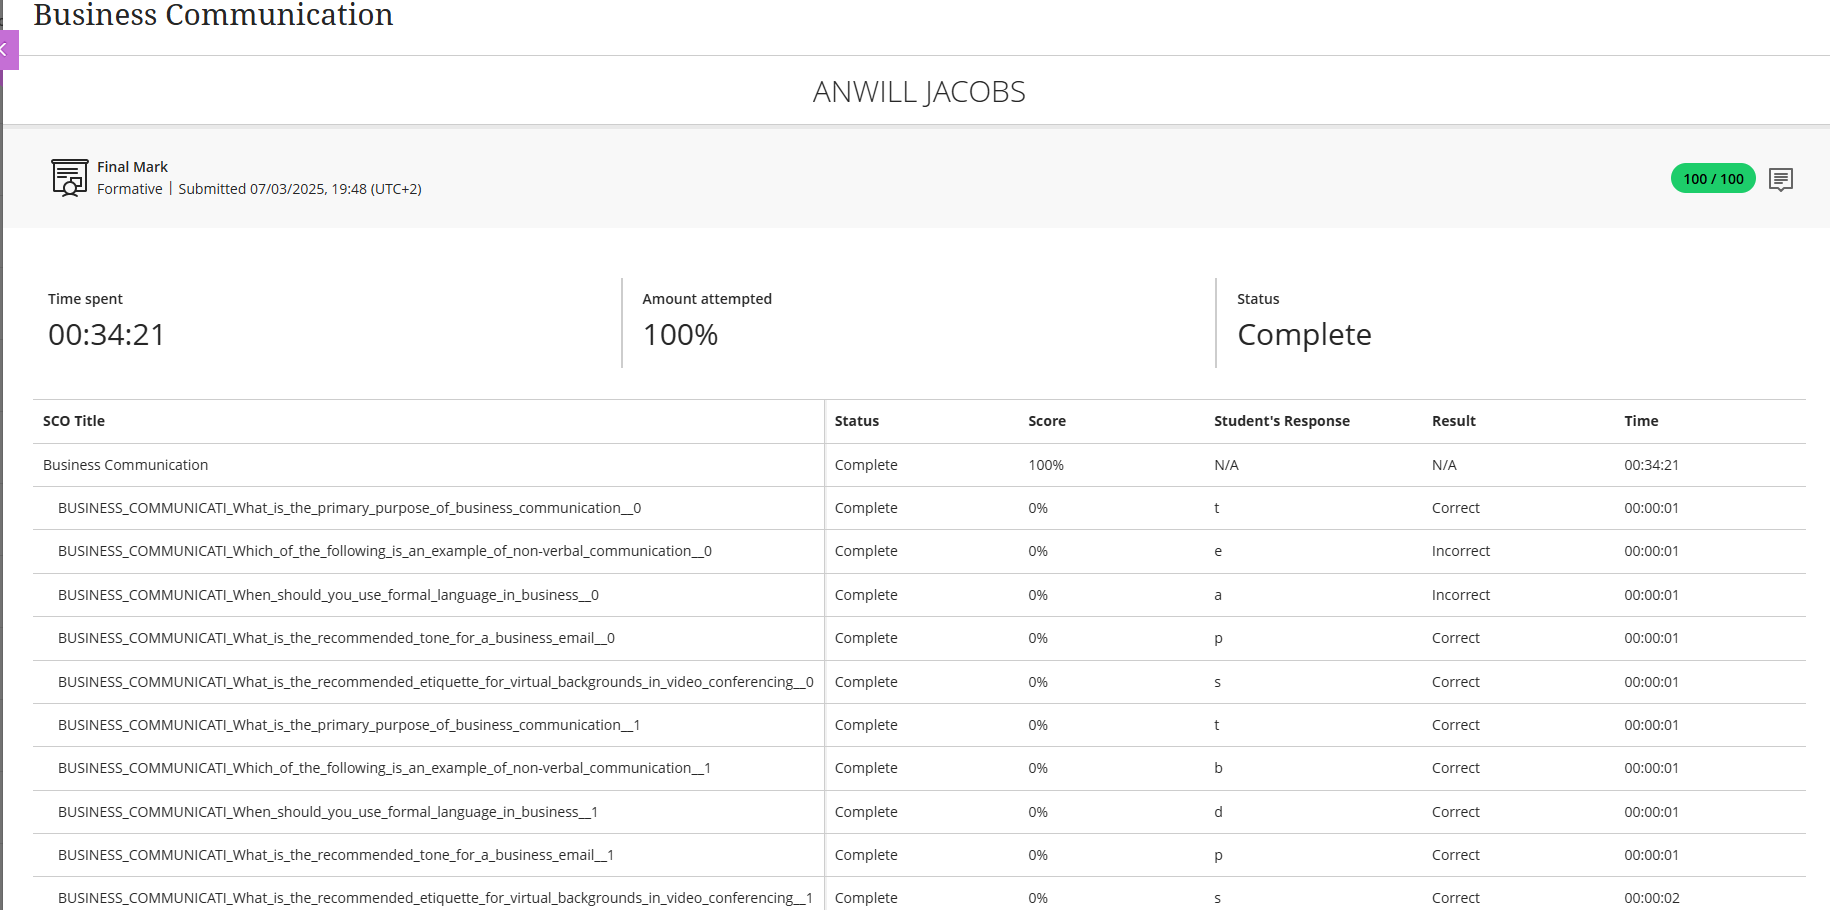 Business Communication
ANWILL JACOBS
Final Mark
Formative | Submitted 07/03/2025, 19:48 (UTC+2)
100 / 100
Time spent
00:34:21
Amount attempted
100%
Status
Complete
SCO Title Status Score Student's Response Result Time
Business Communication Complete 100% N/A N/A 00:34:21
BUSINESS_COMMUNICATI_What_is_the_primary_purpose_of_business_communication__0 Complete 0% t Correct 00:00:01
BUSINESS_COMMUNICATI_Which_of_the_following_is_an_example_of_non-verbal_communication__0 Complete 0% e Incorrect 00:00:01
BUSINESS_COMMUNICATI_When_should_you_use_formal_language_in_business__0 Complete 0% a Incorrect 00:00:01
BUSINESS_COMMUNICATI_What_is_the_recommended_tone_for_a_business_email__0 Complete 0% p Correct 00:00:01
BUSINESS_COMMUNICATI_What_is_the_recommended_etiquette_for_virtual_backgrounds_in_video_conferencing__0 Complete 0% s Correct 00:00:01
BUSINESS_COMMUNICATI_What_is_the_primary_purpose_of_business_communication__1 Complete 0% t Correct 00:00:01
BUSINESS_COMMUNICATI_Which_of_the_following_is_an_example_of_non-verbal_communication__1 Complete 0% b Correct 00:00:01
BUSINESS_COMMUNICATI_When_should_you_use_formal_language_in_business__1 Complete 0% d Correct 00:00:01
BUSINESS_COMMUNICATI_What_is_the_recommended_tone_for_a_business_email__1 Complete 0% p Correct 00:00:01
BUSINESS_COMMUNICATI_What_is_the_recommended_etiquette_for_virtual_backgrounds_in_video_conferencing__1 Complete 0% s Correct 00:00:02